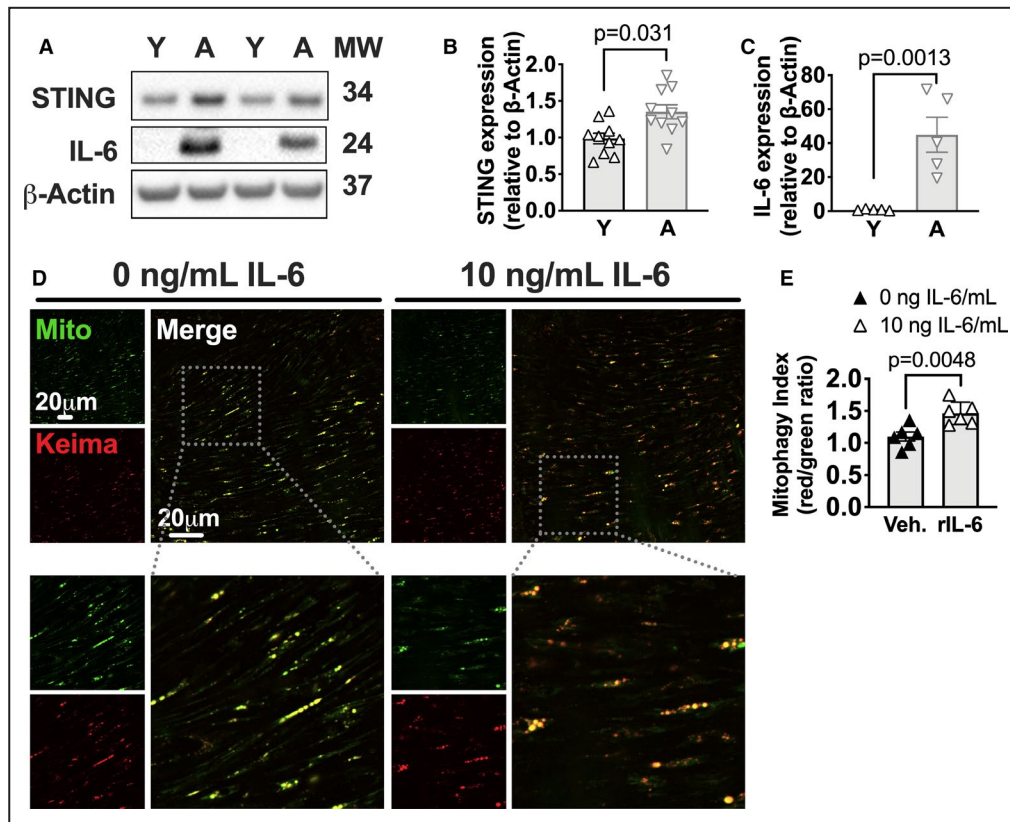 A
Y A Y A MW
STING 34
IL-6 24
β-Actin 37
B
p=0.031
STING expression
(relative to β-Actin)
2.0
1.5
1.0
0.5
0.0
Y A
C
p=0.0013
IL-6 expression
(relative to β-Actin)
80
60
40
20
0
Y A
D
0 ng/mL IL-6
10 ng/mL IL-6
Mito
Merge
20μm
Keima
20μm
E
▲ 0 ng IL-6/mL
△ 10 ng IL-6/mL
p=0.0048
Mitophagy Index
(red/green ratio)
2.0
1.5
1.0
0.5
0.0
Veh. rIL-6